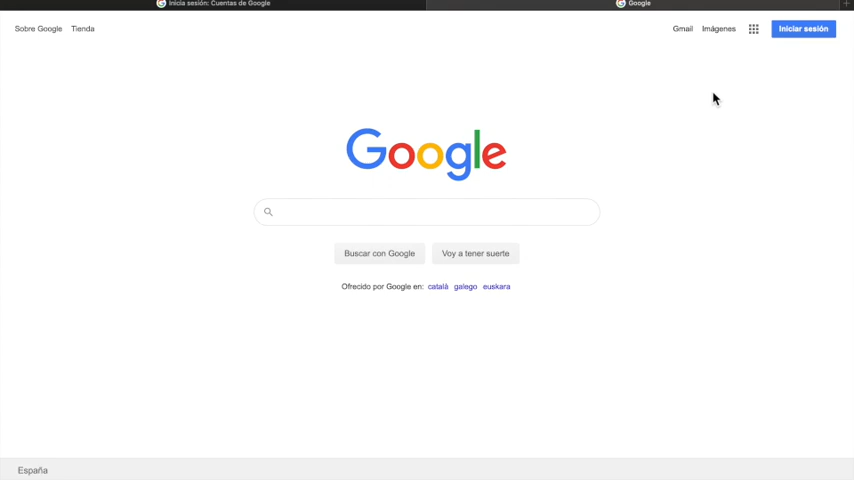 Inicia sesión: Cuentas de Google
Google
Sobre Google Tienda
Gmail Imágenes Iniciar sesión
Google
Buscar con Google Voy a tener suerte
Ofrecido por Google en: català galego euskara
España